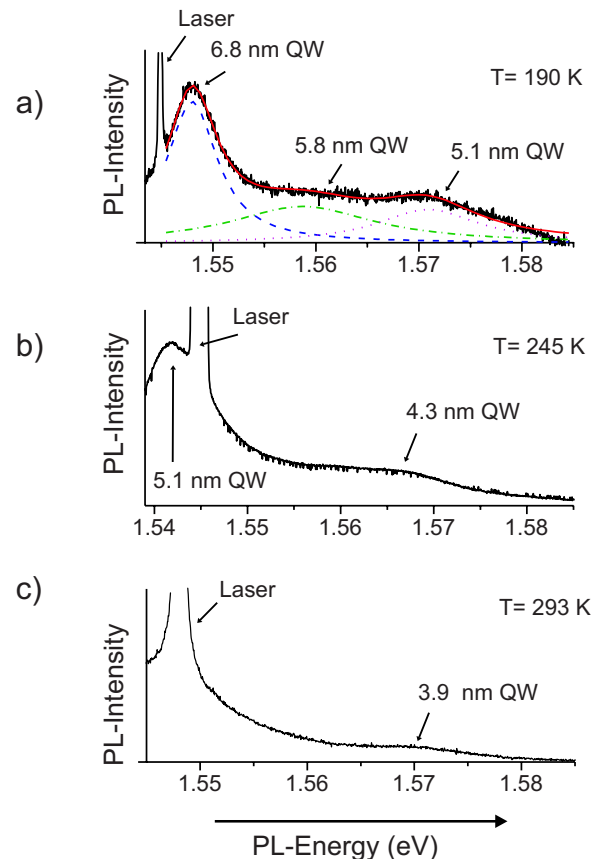 Laser
6.8 nm QW
T= 190 K
a)
5.8 nm QW
5.1 nm QW
PL-Intensity
1.55 1.56 1.57 1.58
b)
Laser
T= 245 K
4.3 nm QW
5.1 nm QW
PL-Intensity
1.54 1.55 1.56 1.57 1.58
c)
Laser
T= 293 K
3.9 nm QW
PL-Intensity
1.55 1.56 1.57 1.58
PL-Energy (eV)